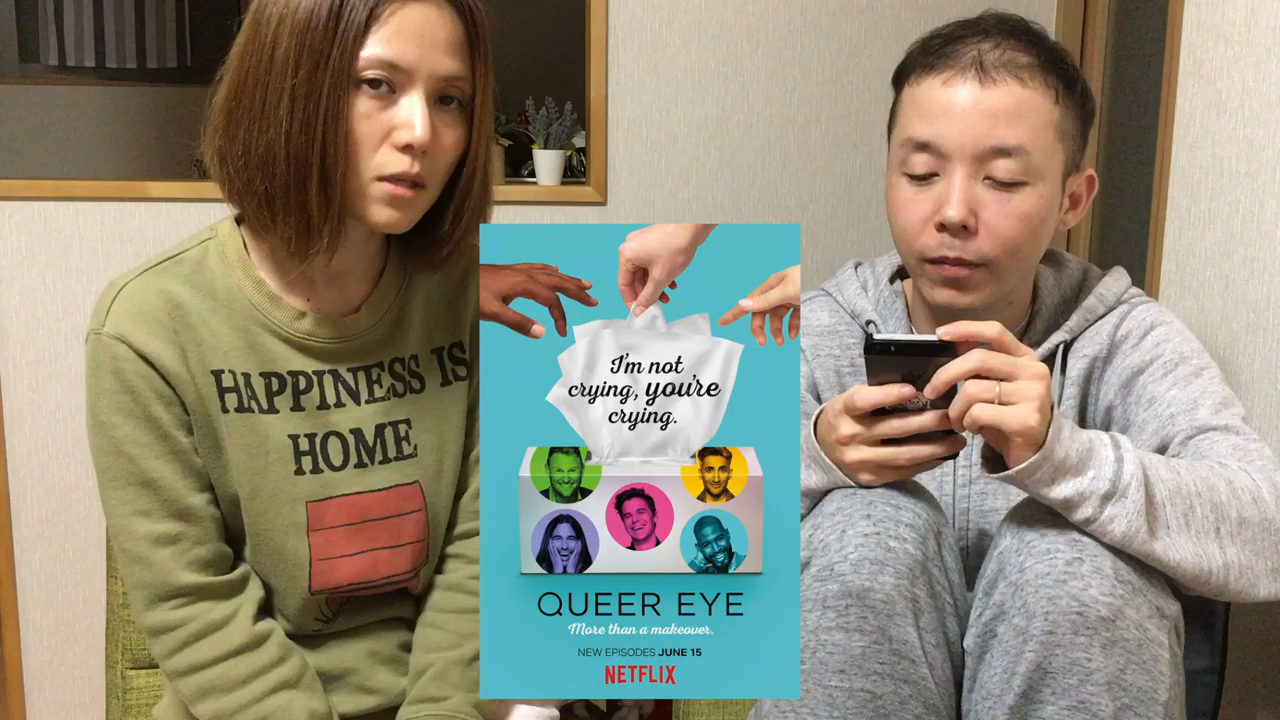 HAPPINESS IS
HOME
I'm not
crying, you're
crying.
QUEER EYE
More than a makeover.
NEW EPISODES JUNE 15
NETFLIX